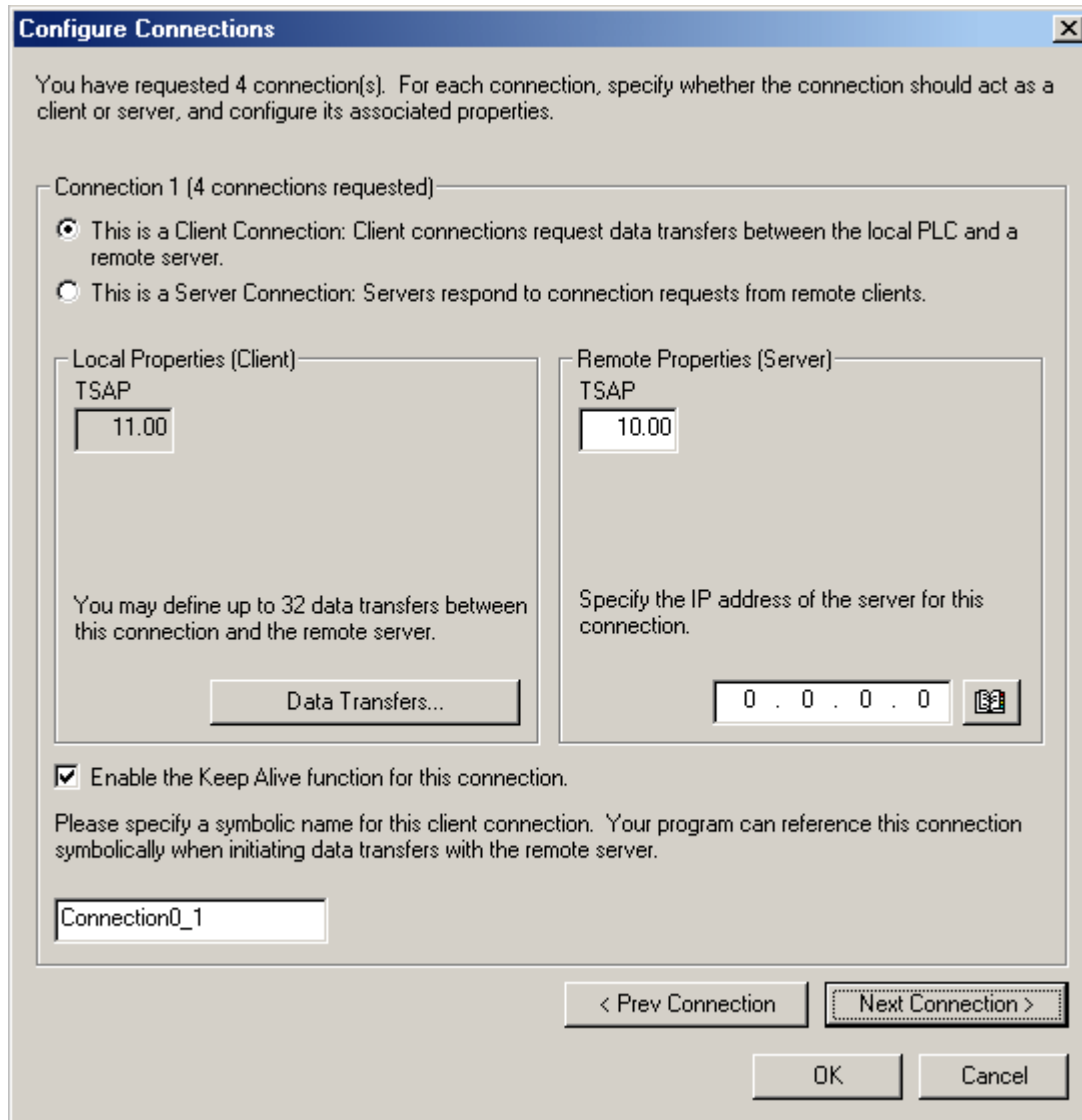 Configure Connections
You have requested 4 connection(s).  For each connection, specify whether the connection should act as a
client or server, and configure its associated properties.
Connection 1 (4 connections requested)
This is a Client Connection: Client connections request data transfers between the local PLC and a
remote server.
This is a Server Connection: Servers respond to connection requests from remote clients.
Local Properties (Client)
TSAP
11.00
You may define up to 32 data transfers between
this connection and the remote server.
Data Transfers...
Remote Properties (Server)
TSAP
10.00
Specify the IP address of the server for this
connection.
0 . 0 . 0 . 0
Enable the Keep Alive function for this connection.
Please specify a symbolic name for this client connection.  Your program can reference this connection
symbolically when initiating data transfers with the remote server.
Connection0_1
< Prev Connection
Next Connection >
OK
Cancel